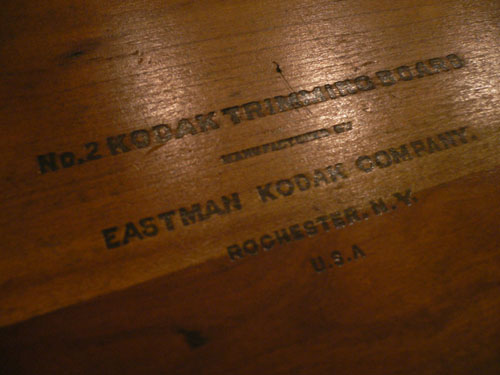 No.2 KODAK TRIMMING BOARD
MANUFACTURED BY
EASTMAN KODAK COMPANY.
ROCHESTER, N.Y.
U.S.A